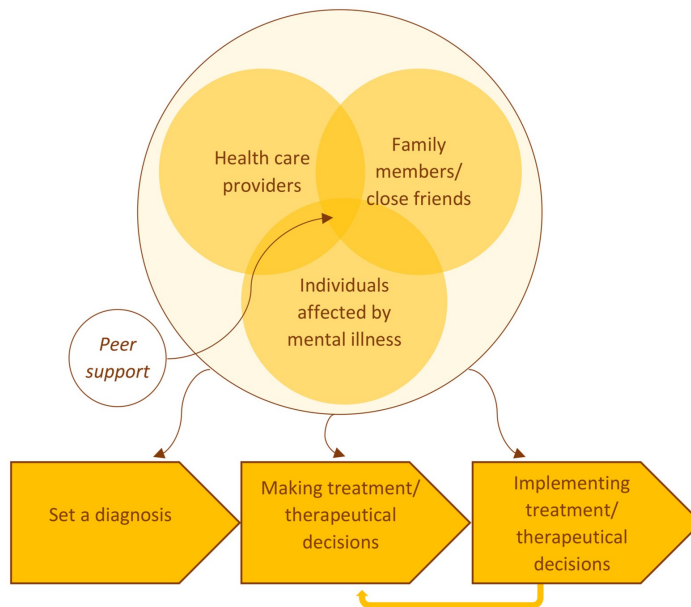 Health care
providers
Family
members/
close friends
Individuals
affected by
mental illness
Peer
support
Set a diagnosis
Making treatment/
therapeutical
decisions
Implementing
treatment/
therapeutical
decisions